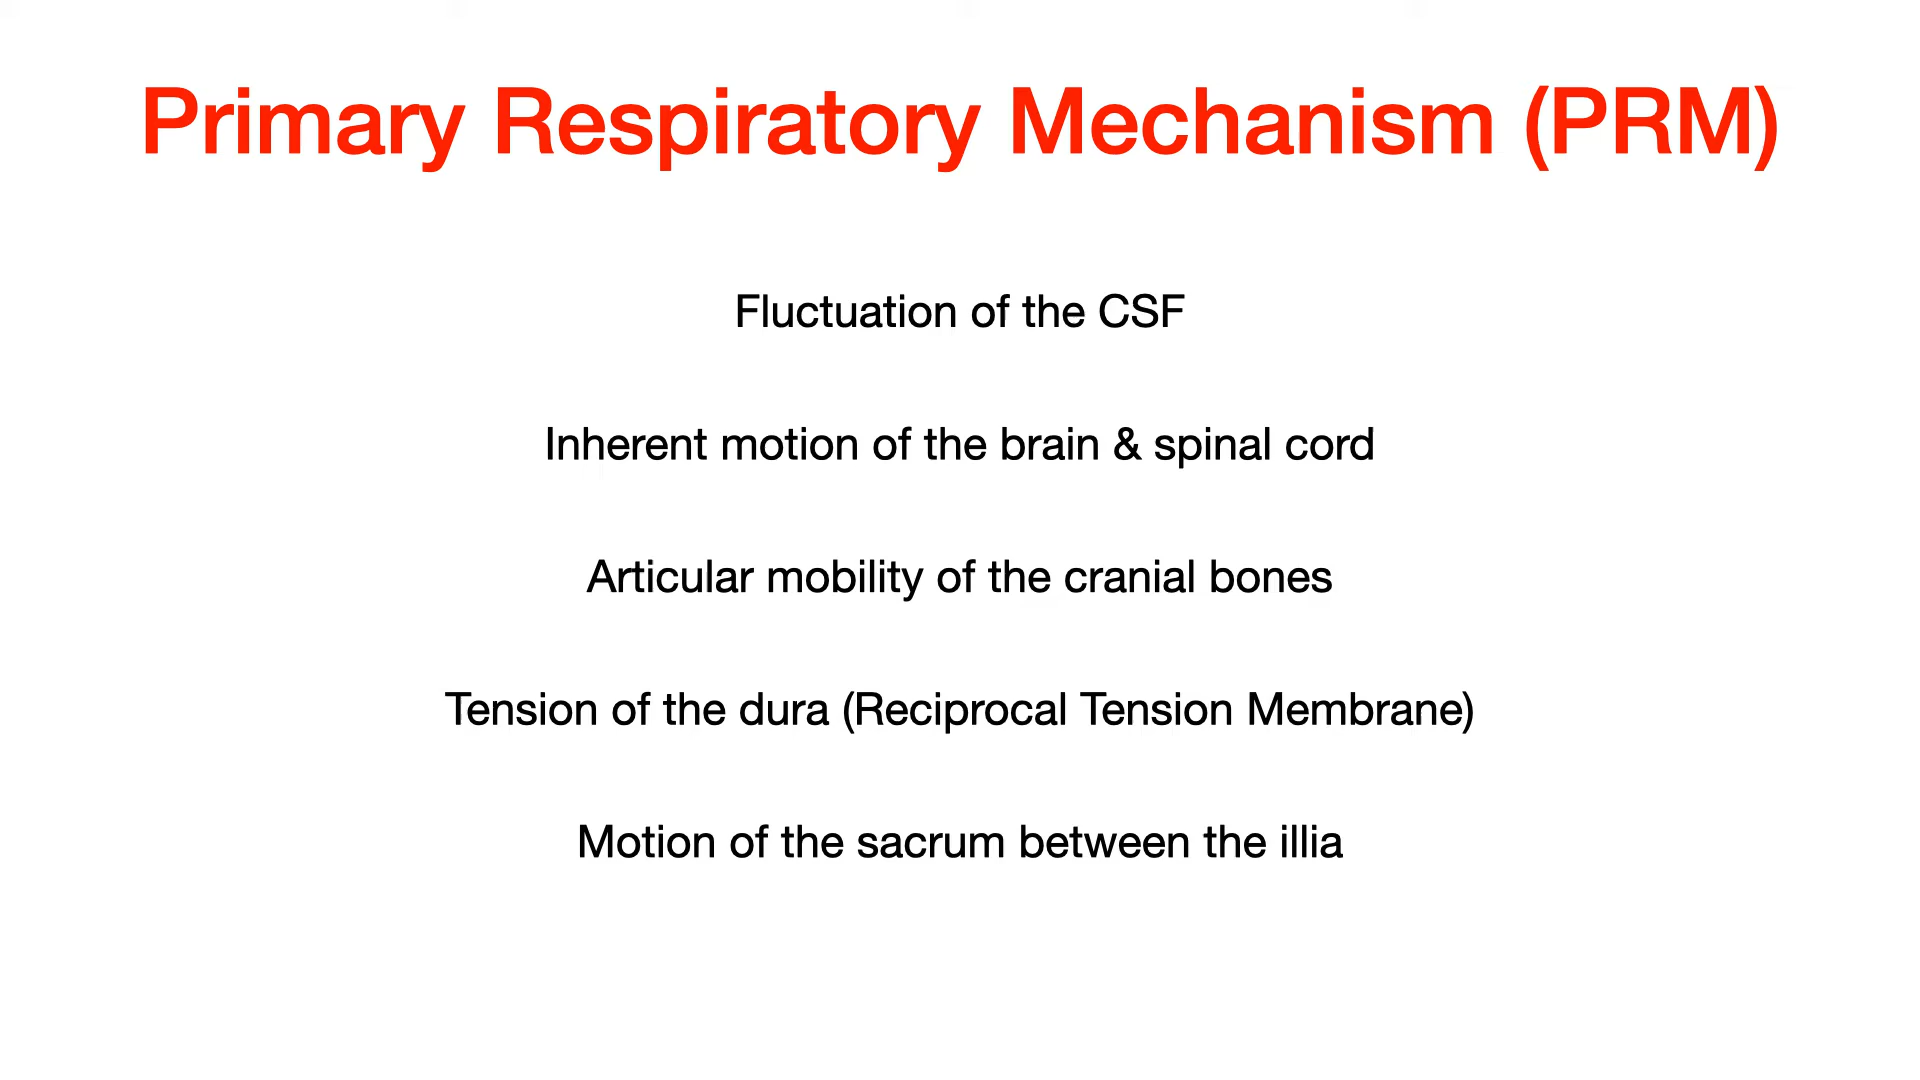 Primary Respiratory Mechanism (PRM)
Fluctuation of the CSF
Inherent motion of the brain & spinal cord
Articular mobility of the cranial bones
Tension of the dura (Reciprocal Tension Membrane)
Motion of the sacrum between the illia